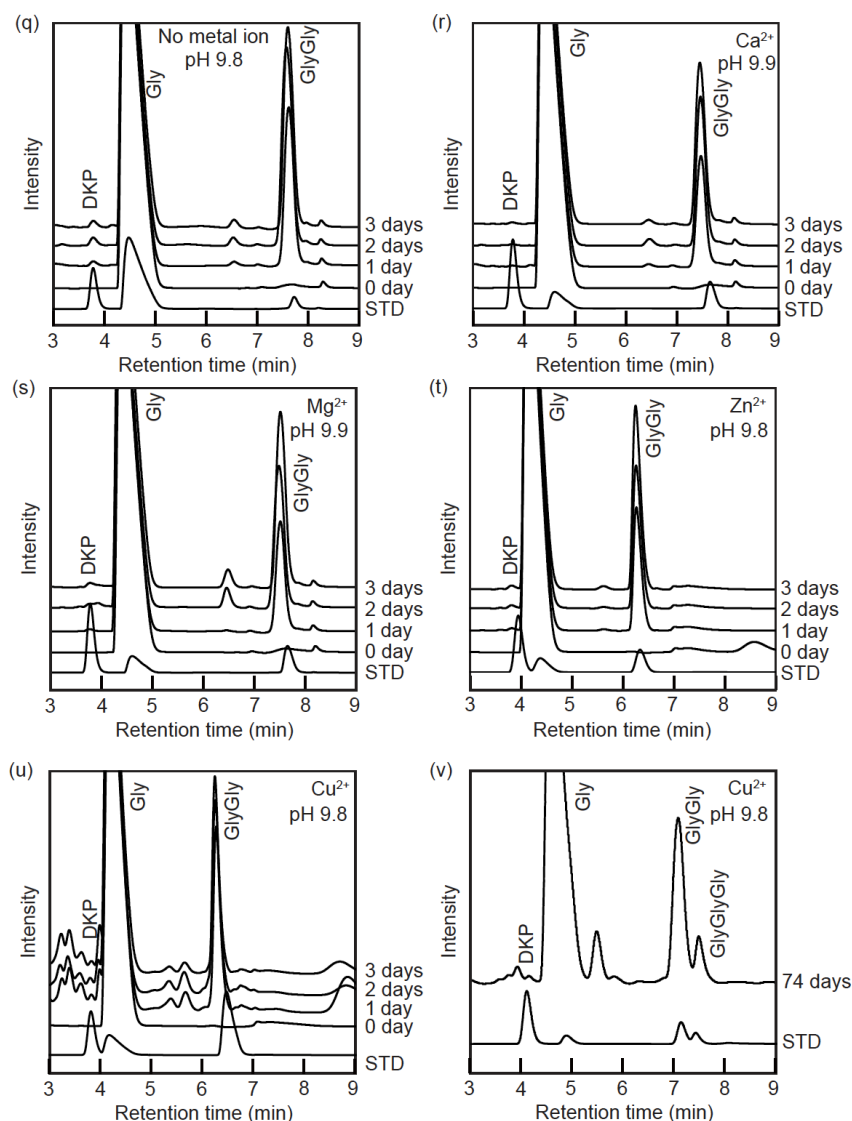 (q)
No metal ion
pH 9.8
Gly
GlyGly
DKP
Intensity
3 days
2 days
1 day
0 day
STD
3 4 5 6 7 8 9
Retention time (min)
(r)
Ca²⁺
pH 9.9
Gly
GlyGly
DKP
Intensity
3 days
2 days
1 day
0 day
STD
3 4 5 6 7 8 9
Retention time (min)
(s)
Mg²⁺
pH 9.9
Gly
GlyGly
DKP
Intensity
3 days
2 days
1 day
0 day
STD
3 4 5 6 7 8 9
Retention time (min)
(t)
Zn²⁺
pH 9.8
Gly
GlyGly
DKP
Intensity
3 days
2 days
1 day
0 day
STD
3 4 5 6 7 8 9
Retention time (min)
(u)
Cu²⁺
pH 9.8
Gly
GlyGly
DKP
Intensity
3 days
2 days
1 day
0 day
STD
3 4 5 6 7 8 9
Retention time (min)
(v)
Cu²⁺
pH 9.8
Gly
GlyGly
GlyGlyGly
DKP
Intensity
74 days
STD
3 4 5 6 7 8 9
Retention time (min)